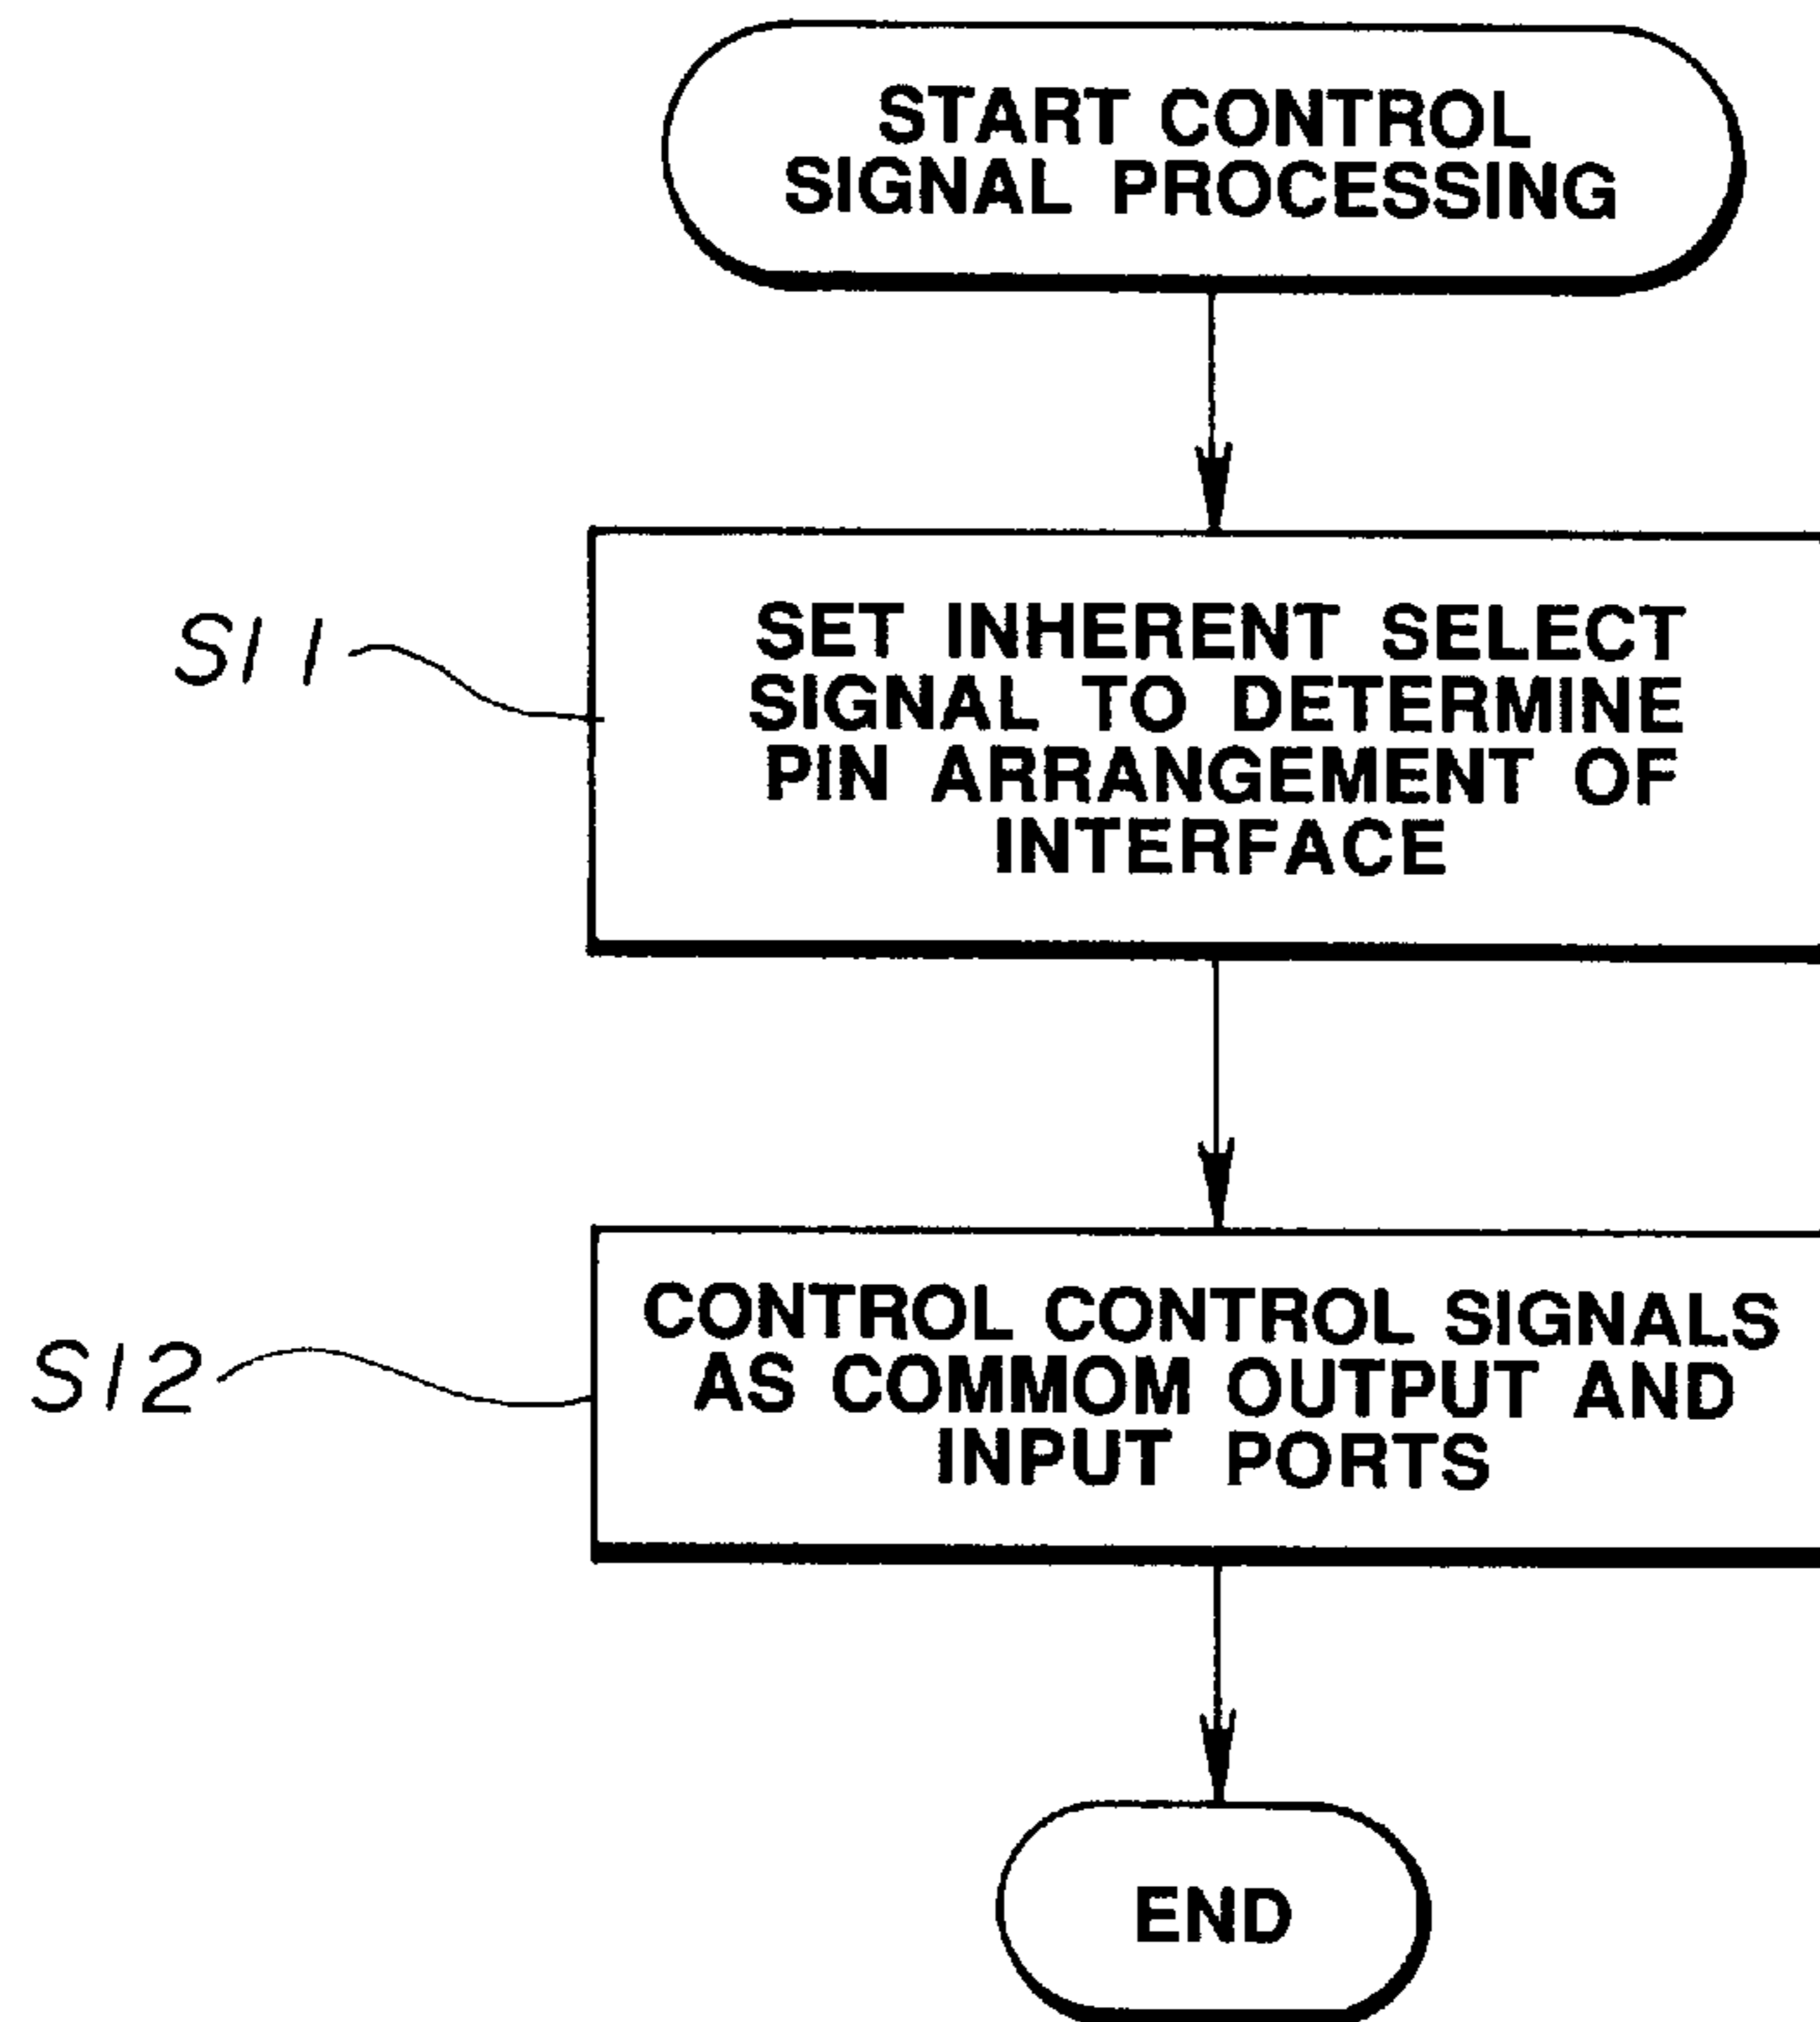 START CONTROL
SIGNAL PROCESSING
S11
SET INHERENT SELECT
SIGNAL TO DETERMINE
PIN ARRANGEMENT OF
INTERFACE
S12
CONTROL CONTROL SIGNALS
AS COMMOM OUTPUT AND
INPUT PORTS
END